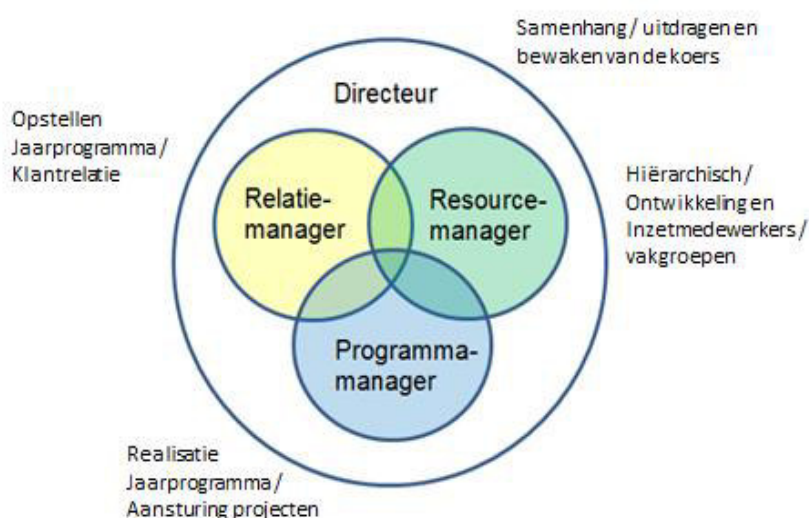 Samenhang/ uitdragen en
bewaken van de koers
Directeur
Opstellen
Jaarprogramma/
Klantrelatie
Relatie-
manager
Resource-
manager
Hiërarchisch/
Ontwikkeling en
Inzet medewerkers/
vakgroepen
Programma-
manager
Realisatie
Jaarprogramma/
Aansturing projecten